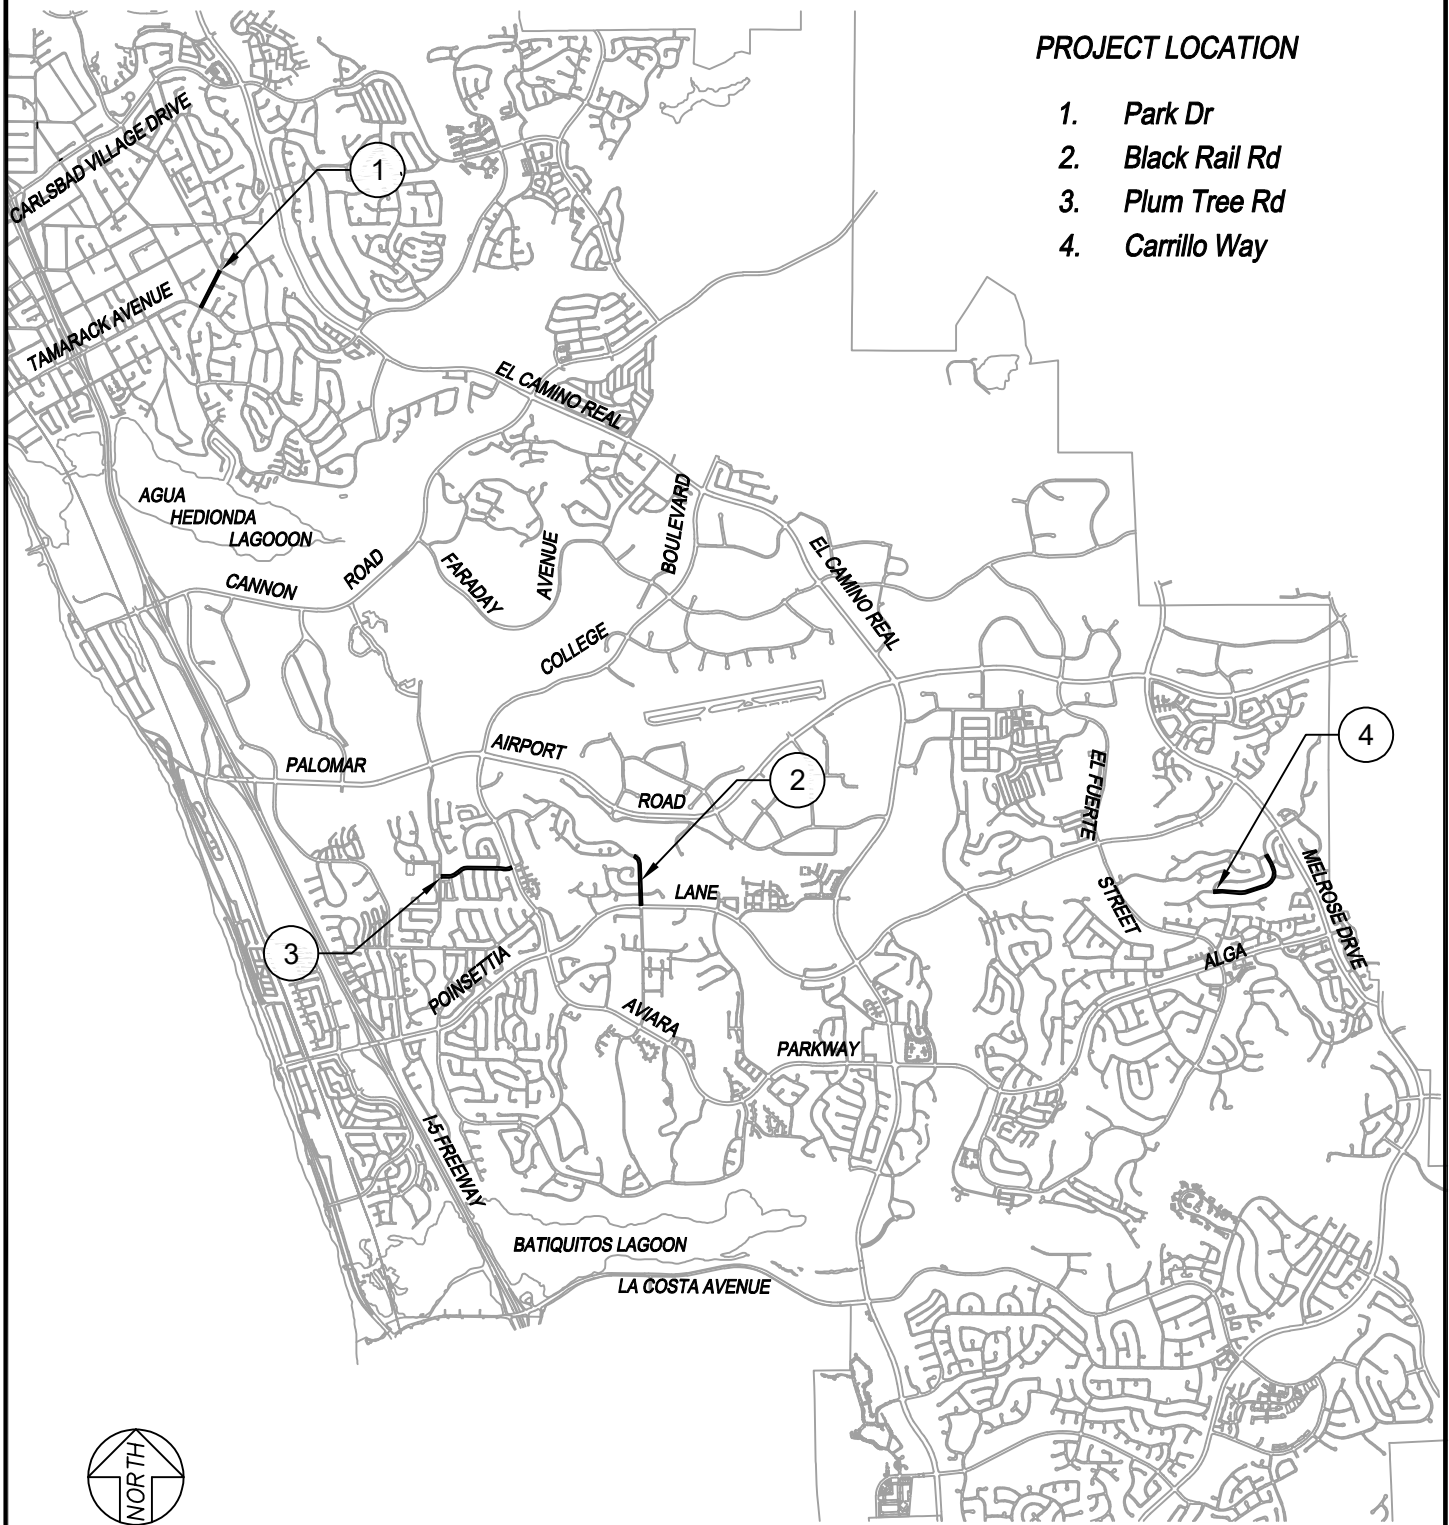 PROJECT LOCATION
1. Park Dr
2. Black Rail Rd
3. Plum Tree Rd
4. Carrillo Way
CARLSBAD VILLAGE DRIVE
1
TAMARACK AVENUE
EL CAMINO REAL
AGUA
HEDIONDA
LAGOOON
BOULEVARD
CANNON
ROAD
FARADAY
AVENUE
EL CAMINO REAL
COLLEGE
PALOMAR
AIRPORT
ROAD
2
4
EL FUERTE
STREET
LANE
MELROSE DRVE
3
POINSETTIA
ALGA
AVIARA
PARKWAY
I-5 FREEWAY
BATIQUITOS LAGOON
LA COSTA AVENUE
NORTH